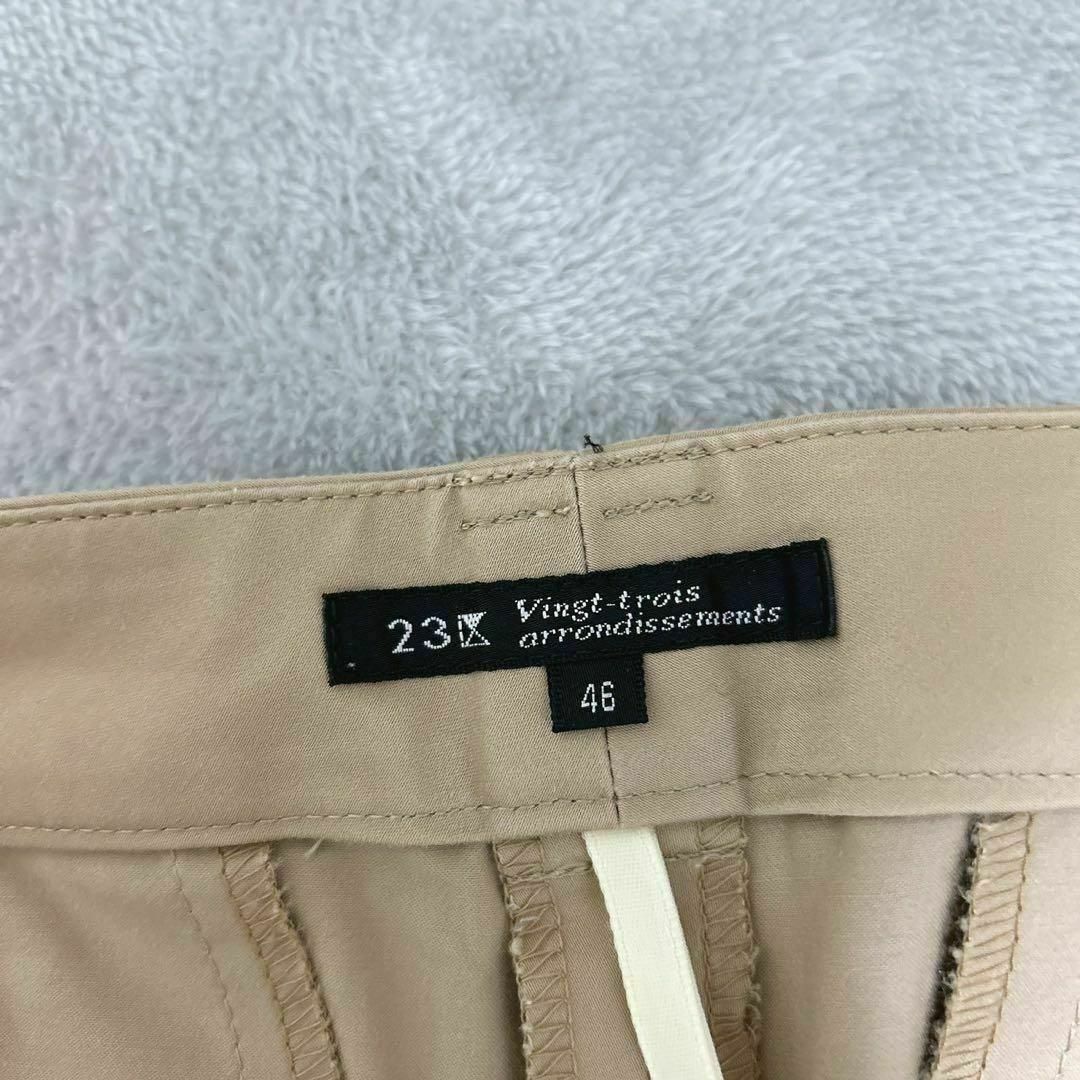 23区 Vingt-trois
arrondissements
46